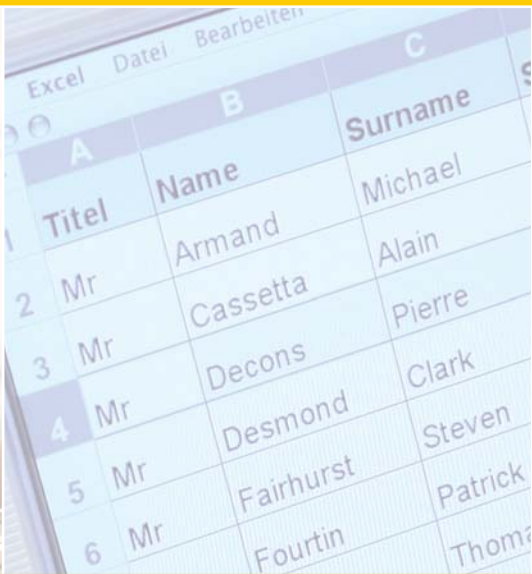 Excel Datei Bearbeiten
A B C
1 Titel Name Surname
2 Mr Armand Michael
3 Mr Cassetta Alain
4 Mr Decons Pierre
5 Mr Desmond Clark
6 Mr Fairhurst Steven
Fourtin Patrick
Thoma